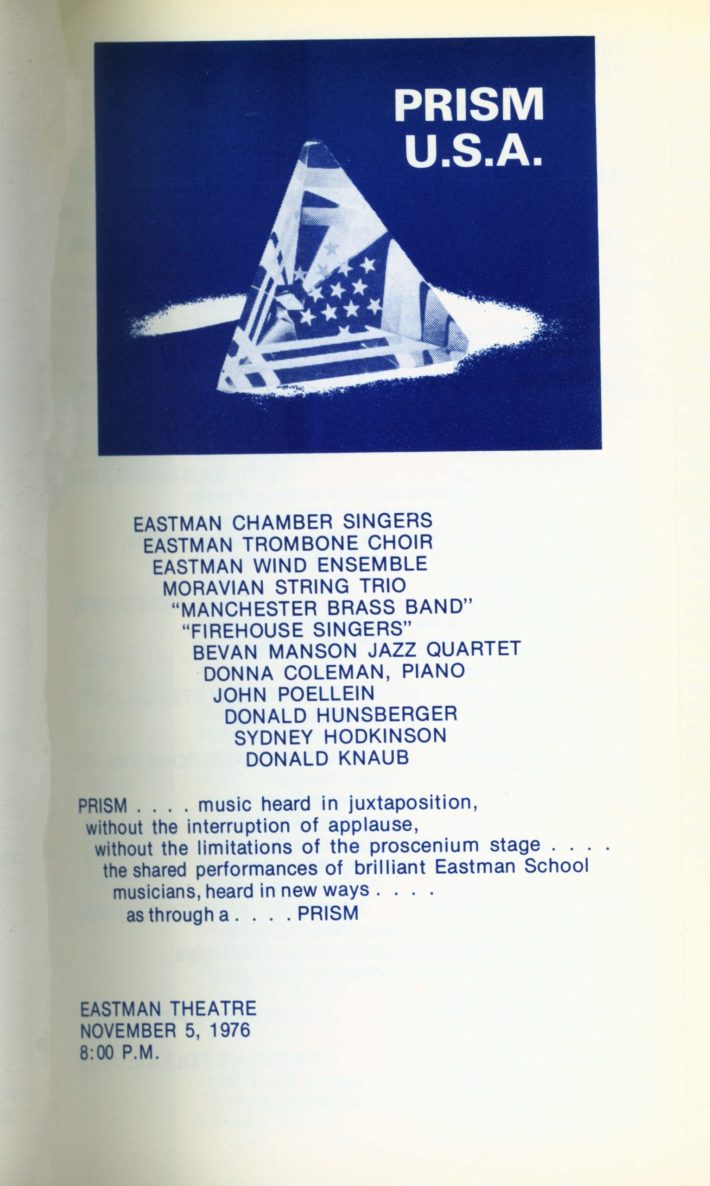 PRISM
U.S.A.
EASTMAN CHAMBER SINGERS
EASTMAN TROMBONE CHOIR
EASTMAN WIND ENSEMBLE
MORAVIAN STRING TRIO
"MANCHESTER BRASS BAND"
"FIREHOUSE SINGERS"
BEVAN MANSON JAZZ QUARTET
DONNA COLEMAN, PIANO
JOHN POELLEIN
DONALD HUNSBERGER
SYDNEY HODKINSON
DONALD KNAUB
PRISM . . . . music heard in juxtaposition,
without the interruption of applause,
without the limitations of the proscenium stage . . . .
the shared performances of brilliant Eastman School
musicians, heard in new ways . . . .
as through a . . . . PRISM
EASTMAN THEATRE
NOVEMBER 5, 1976
8:00 P.M.